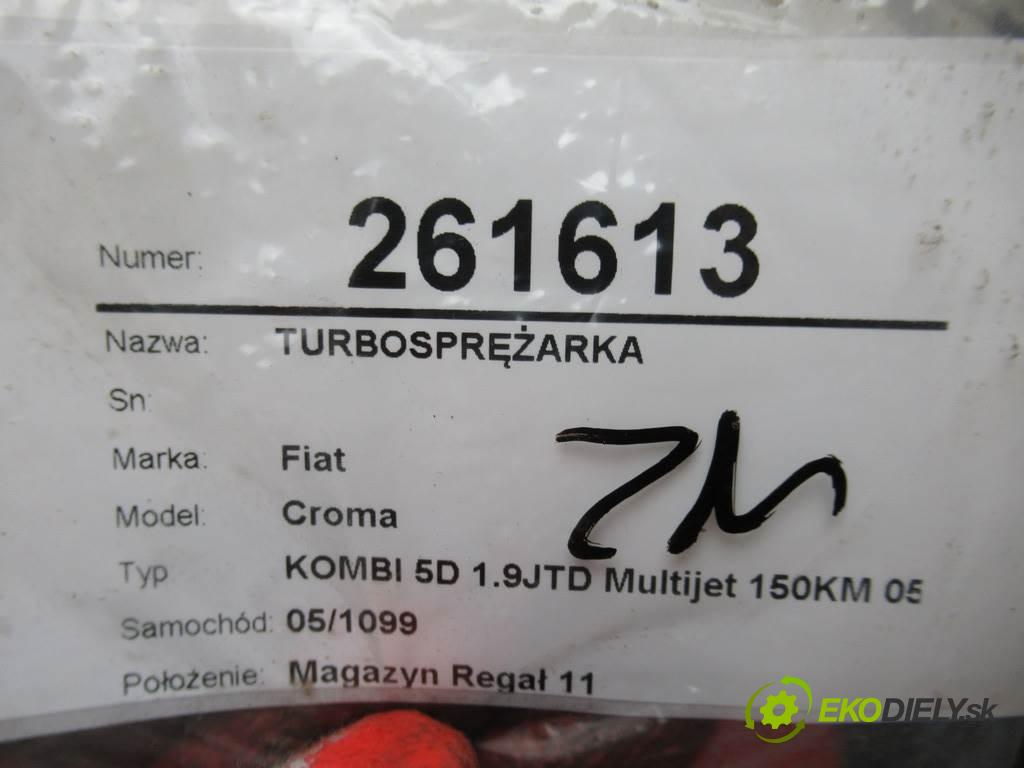 Numer: 261613
Nazwa: TURBOSPRĘŻARKA
Sn:
Marka: Fiat
Model: Croma
Typ KOMBI 5D 1.9JTD Multijet 150KM 05
Samochód: 05/1099
Położenie: Magazyn Regał 11
EKODIELY.sk